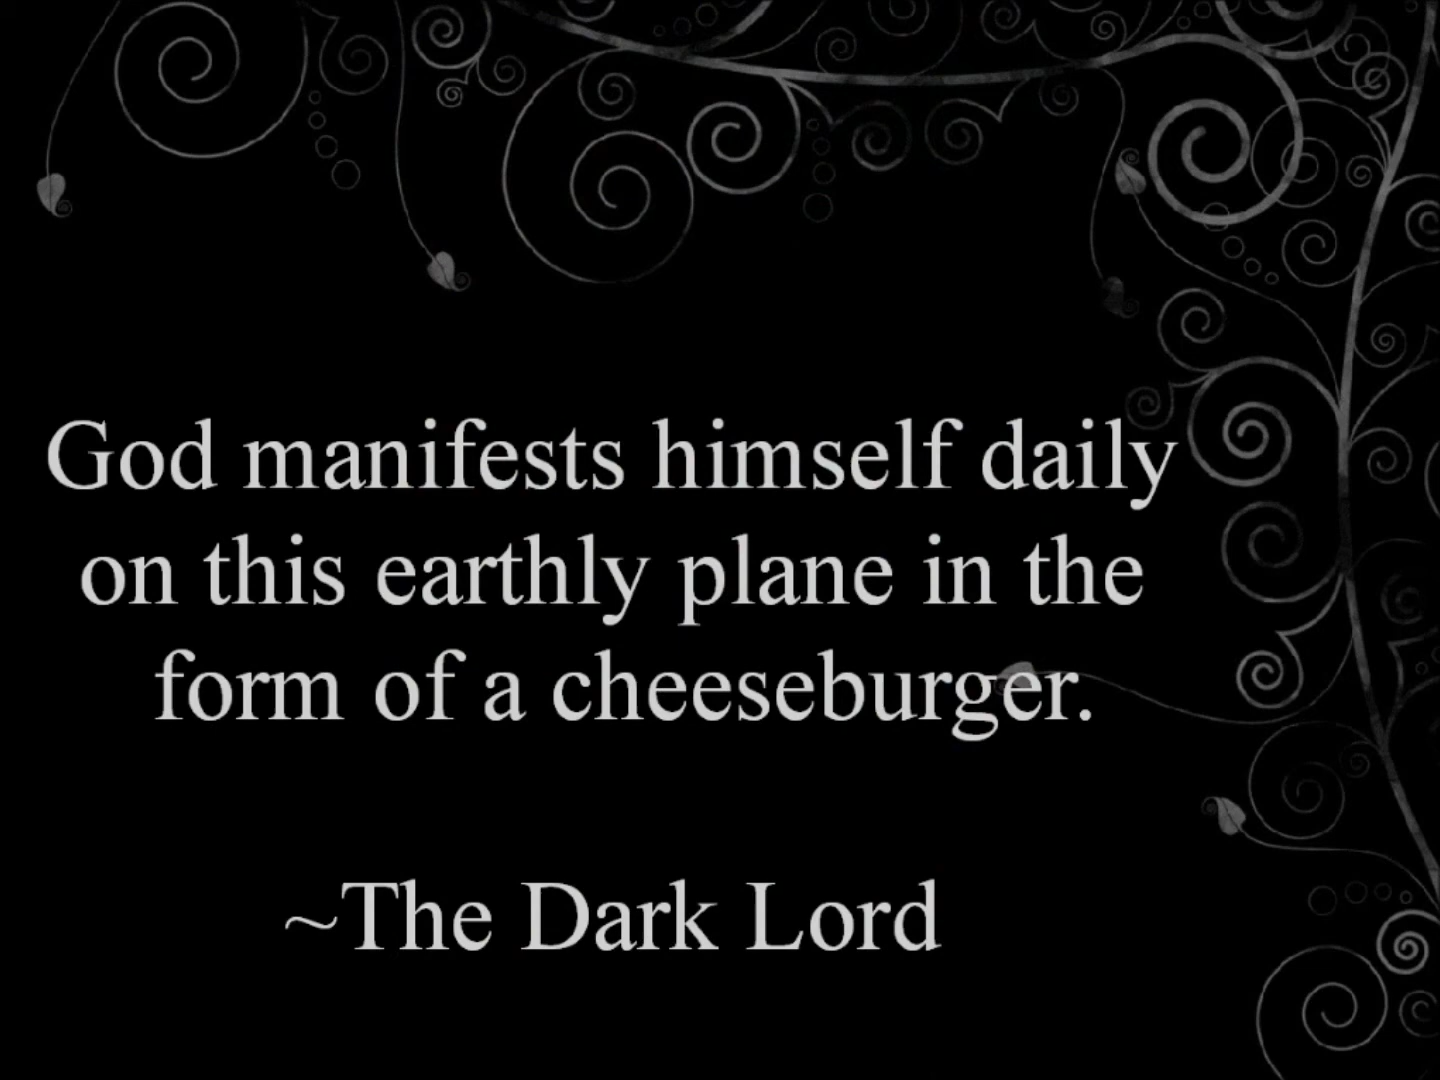 God manifests himself daily
on this earthly plane in the
form of a cheeseburger.
~The Dark Lord